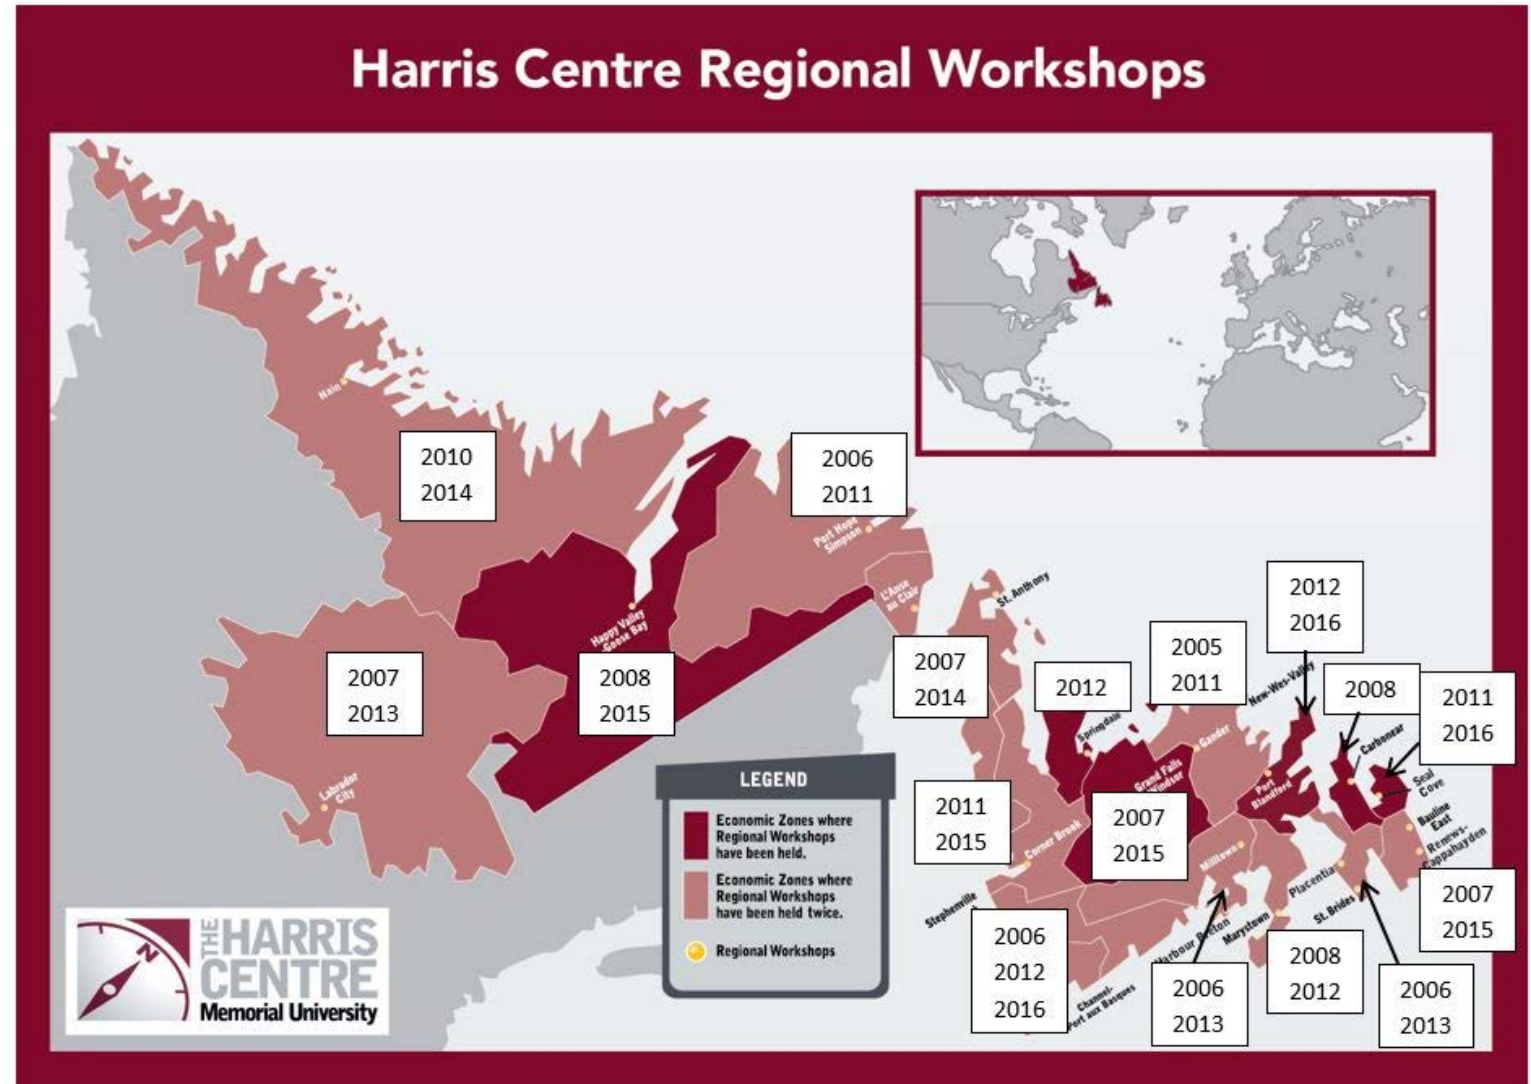 Harris Centre Regional Workshops
Nain
2010
2014
2006
2011
Port Hope
Simpson
L'Anse
au Clair
St. Anthony
Happy Valley
-Goose Bay
2007
2013
2008
2015
Labrador
City
2007
2014
2012
Springdale
2005
2011
New-Wes-Valley
2012
2016
2008
2011
2016
Gander
Carbonear
Seal
Cove
Grand Falls
Windsor
Port
Blandford
Bauline
East
Renews-
Cappahayden
2011
2015
Corner Brook
2007
2015
Milltown
Placentia
St. Brides
2007
2015
Stephenville
2006
2012
2016
Harbour Breton
Marystown
Channel-
Port aux Basques
2006
2013
2008
2012
2006
2013
LEGEND
Economic Zones where
Regional Workshops
have been held.
Economic Zones where
Regional Workshops
have been held twice.
Regional Workshops
N
THE HARRIS
CENTRE
Memorial University